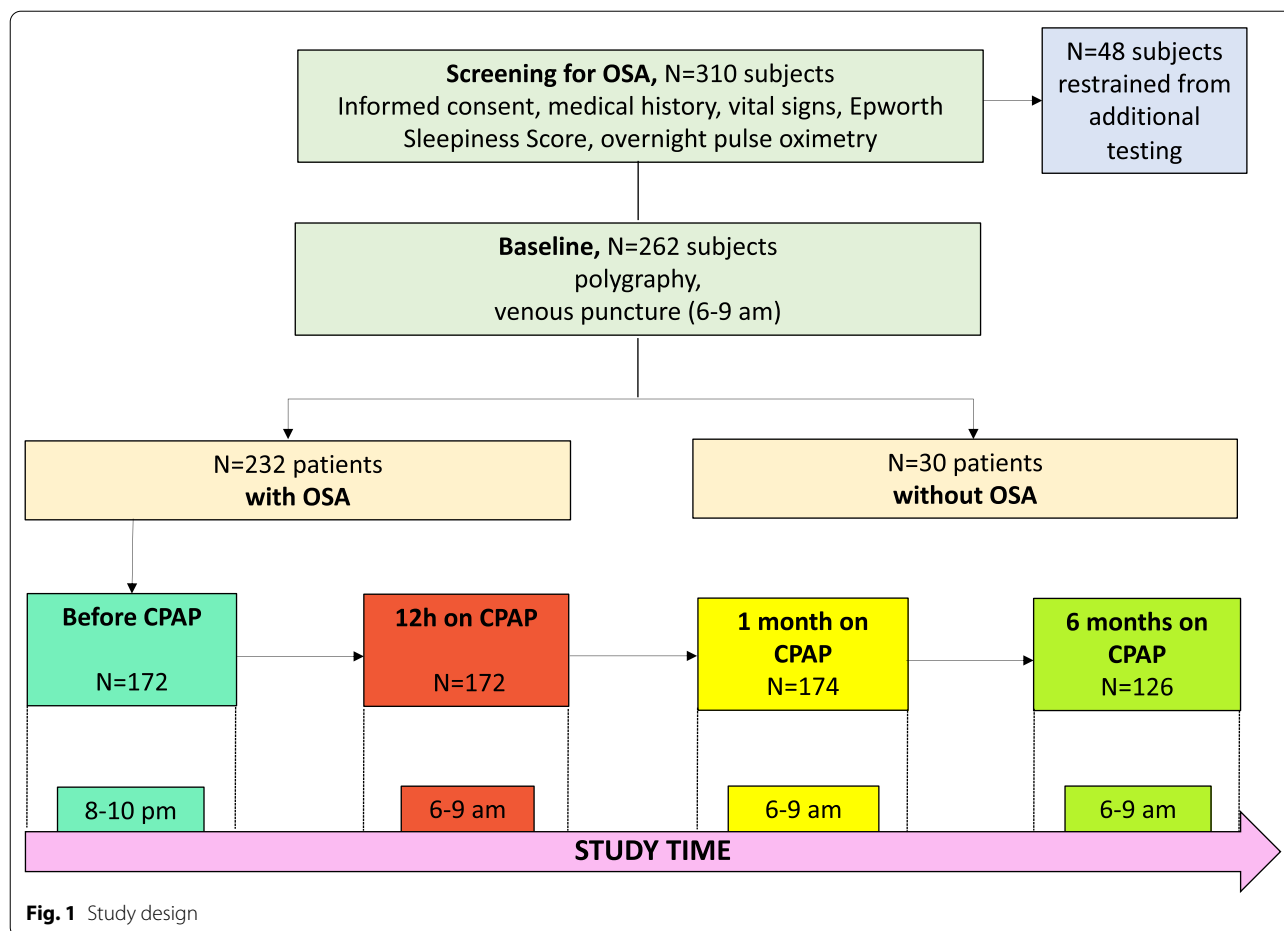 Screening for OSA, N=310 subjects
Informed consent, medical history, vital signs, Epworth
Sleepiness Score, overnight pulse oximetry
N=48 subjects
restrained from
additional
testing
Baseline, N=262 subjects
polygraphy,
venous puncture (6-9 am)
N=232 patients
with OSA
N=30 patients
without OSA
Before CPAP
N=172
12h on CPAP
N=172
1 month on
CPAP
N=174
6 months on
CPAP
N=126
8-10 pm
6-9 am
6-9 am
6-9 am
STUDY TIME
Fig. 1 Study design